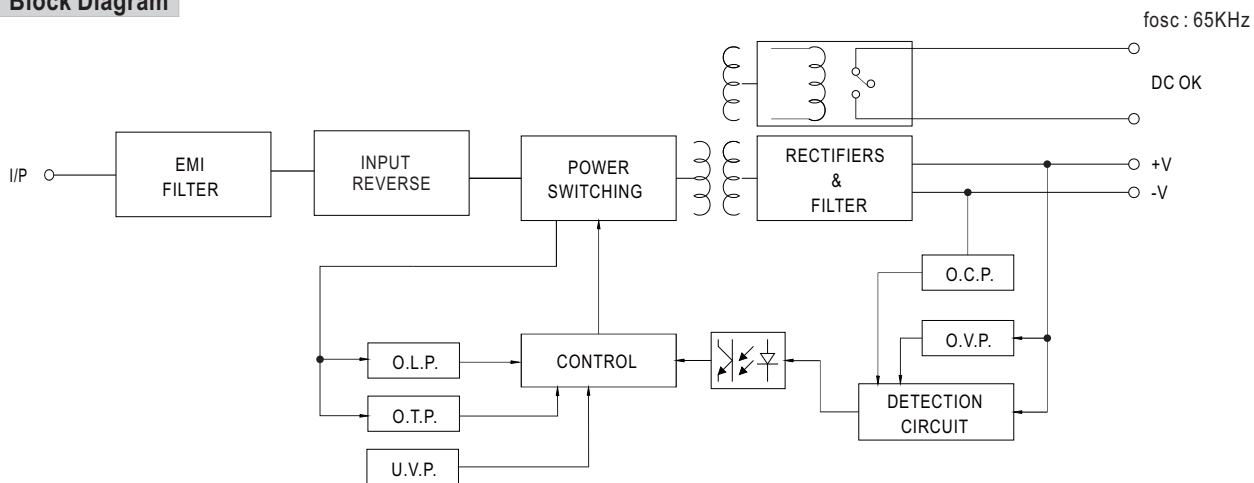 Block Diagram
fosc : 65KHz
DC OK
I/P
EMI
FILTER
INPUT
REVERSE
POWER
SWITCHING
RECTIFIERS
&
FILTER
+V
-V
O.C.P.
O.V.P.
O.L.P.
CONTROL
DETECTION
CIRCUIT
O.T.P.
U.V.P.